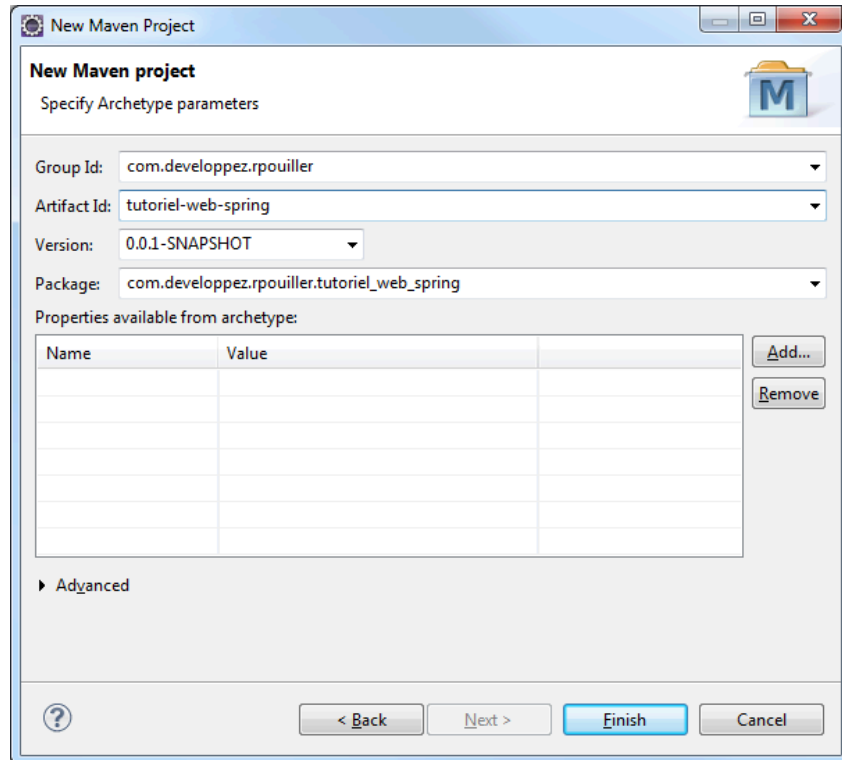 New Maven Project
New Maven project
Specify Archetype parameters
M
Group Id: com.developpez.rpouiller
Artifact Id: tutoriel-web-spring
Version: 0.0.1-SNAPSHOT
Package: com.developpez.rpouiller.tutoriel_web_spring
Properties available from archetype:
Name Value
Add...
Remove
Advanced
? < Back Next > Finish Cancel